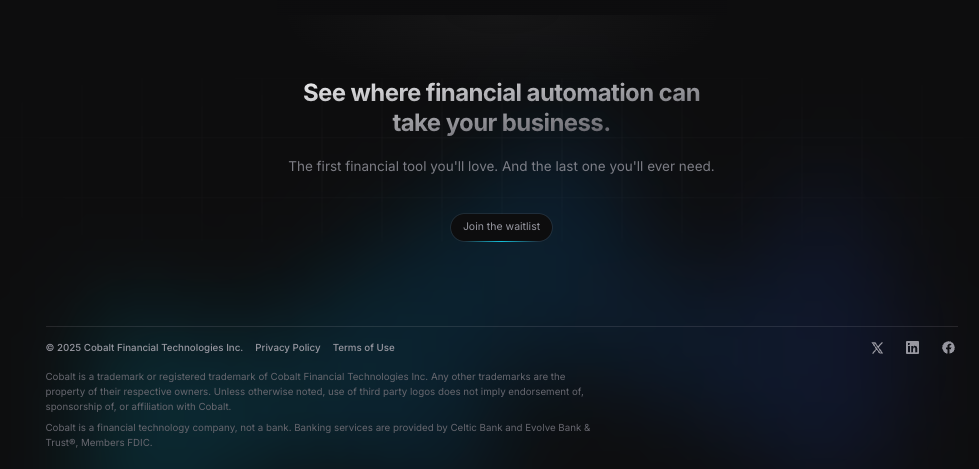 See where financial automation can
take your business.
The first financial tool you'll love. And the last one you'll ever need.
Join the waitlist
© 2025 Cobalt Financial Technologies Inc. Privacy Policy Terms of Use
Cobalt is a trademark or registered trademark of Cobalt Financial Technologies Inc. Any other trademarks are the
property of their respective owners. Unless otherwise noted, use of third party logos does not imply endorsement of,
sponsorship of, or affiliation with Cobalt.
Cobalt is a financial technology company, not a bank. Banking services are provided by Celtic Bank and Evolve Bank &
Trust®, Members FDIC.